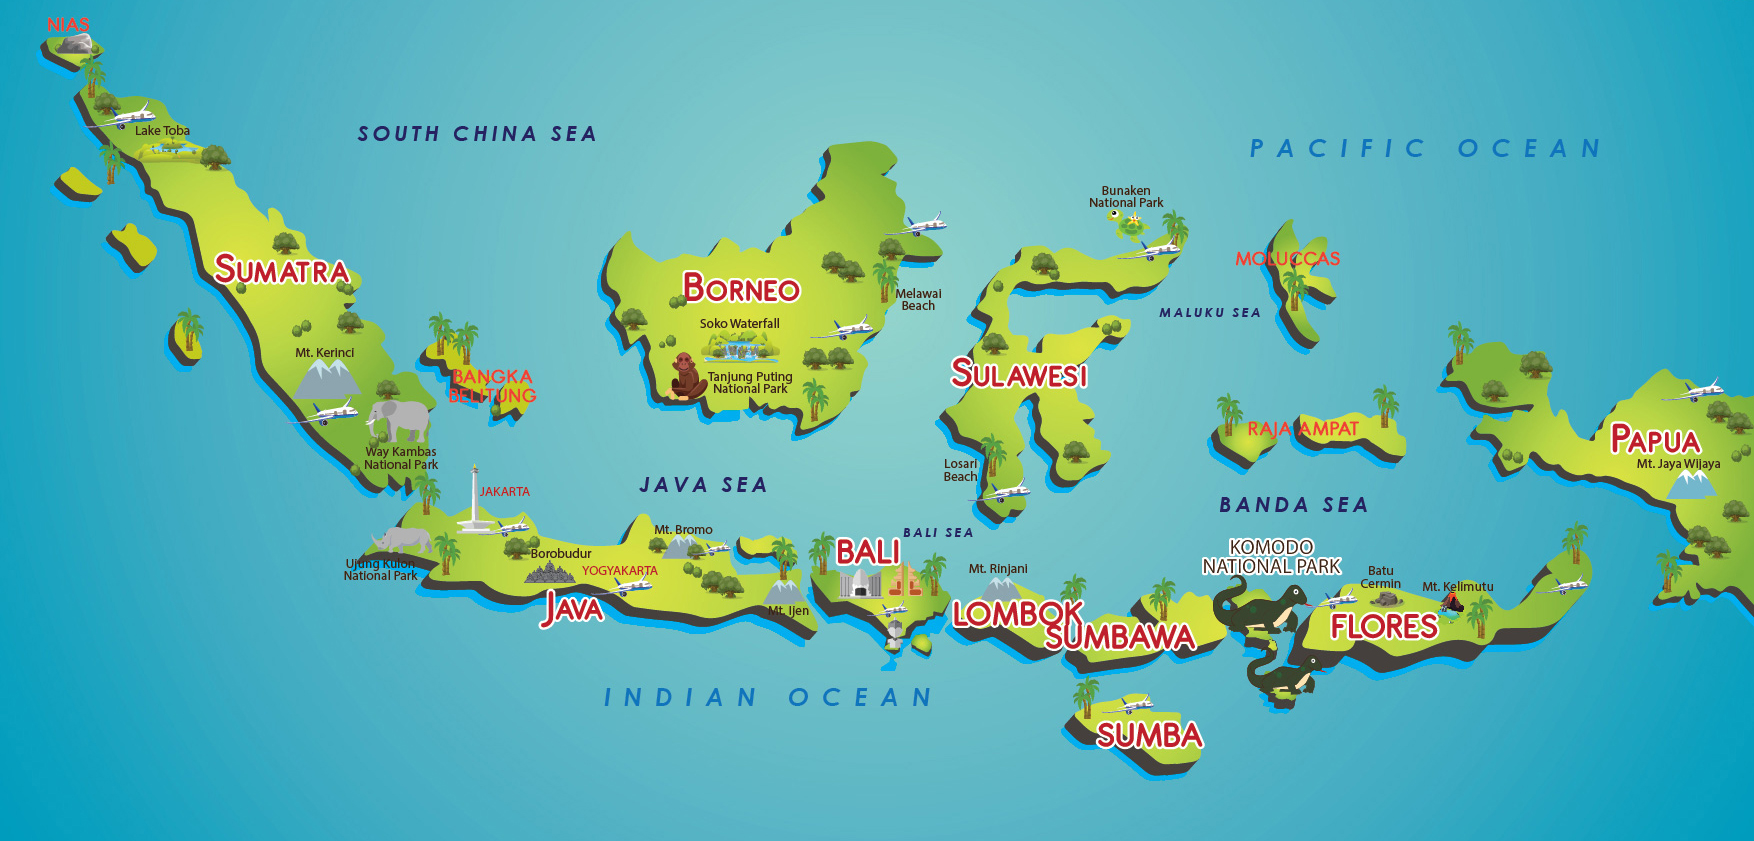 NIAS
Lake Toba
SOUTH CHINA SEA
PACIFIC OCEAN
SUMATRA
Mt. Kerinci
Way Kambas
National Park
BANGKA
BELITUNG
BORNEO
Soko Waterfall
Tanjung Puting
National Park
Melawai
Beach
Bunaken
National Park
SULAWESI
Losari
Beach
MOLUCCAS
MALUKU SEA
RAJA AMPAT
PAPUA
Mt. Jaya Wijaya
JAVA SEA
BALI SEA
BANDA SEA
JAKARTA
Ujung Kulon
National Park
Borobudur
YOGYAKARTA
JAVA
Mt. Bromo
Mt. Ijen
BALI
Mt. Rinjani
LOMBOK
SUMBAWA
KOMODO
NATIONAL PARK
Batu
Cermin
Mt. Kelimutu
FLORES
INDIAN OCEAN
SUMBA